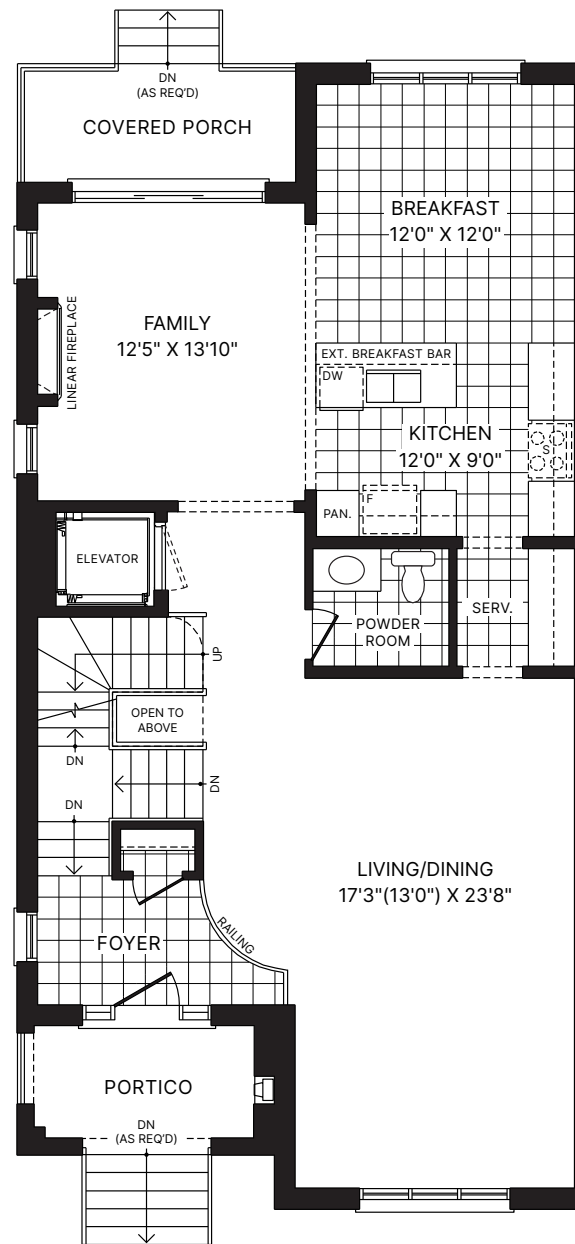 DN
(AS REQ'D)
COVERED PORCH
BREAKFAST
12'0" X 12'0"
FAMILY
12'5" X 13'10"
LINEAR FIREPLACE
EXT. BREAKFAST BAR
DW
KITCHEN
12'0" X 9'0"
S
PAN.
F
ELEVATOR
SERV.
POWDER
ROOM
UP
OPEN TO
ABOVE
DN
DN
DN
LIVING/DINING
17'3"(13'0") X 23'8"
RAILING
FOYER
PORTICO
DN
(AS REQ'D)